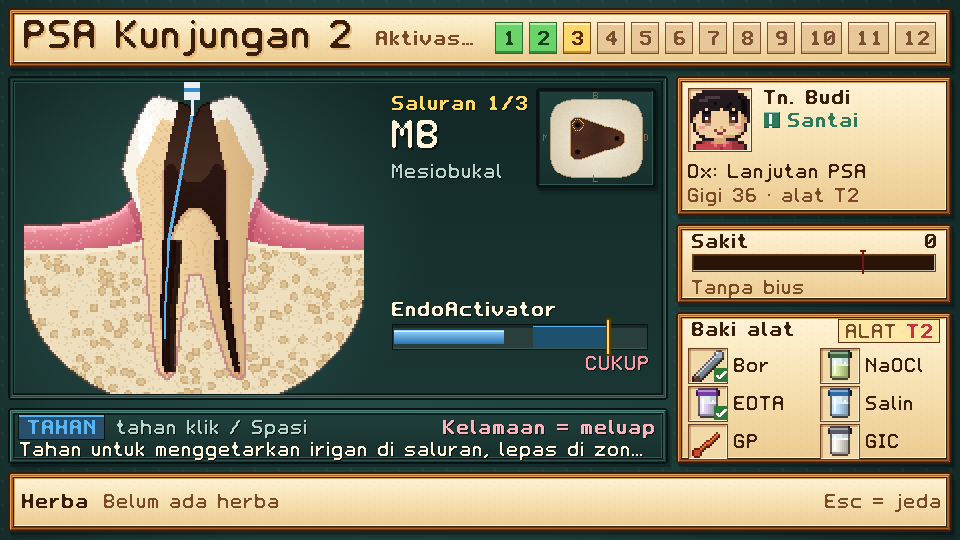 PSA Kunjungan 2 Aktivas... 1 2 3 4 5 6 7 8 9 10 11 12
Saluran 1/3
MB
Mesiobukal
B
M D
L
EndoActivator
CUKUP
TAHAN tahan klik / Spasi Kelamaan = meluap
Tahan untuk menggetarkan irigan di saluran, lepas di zon...
Tn. Budi
Santai
Dx: Lanjutan PSA
Gigi 36 · alat T2
Sakit 0
Tanpa bius
Baki alat ALAT T2
Bor NaOCl
EDTA Salin
GP GIC
Herba Belum ada herba Esc = jeda